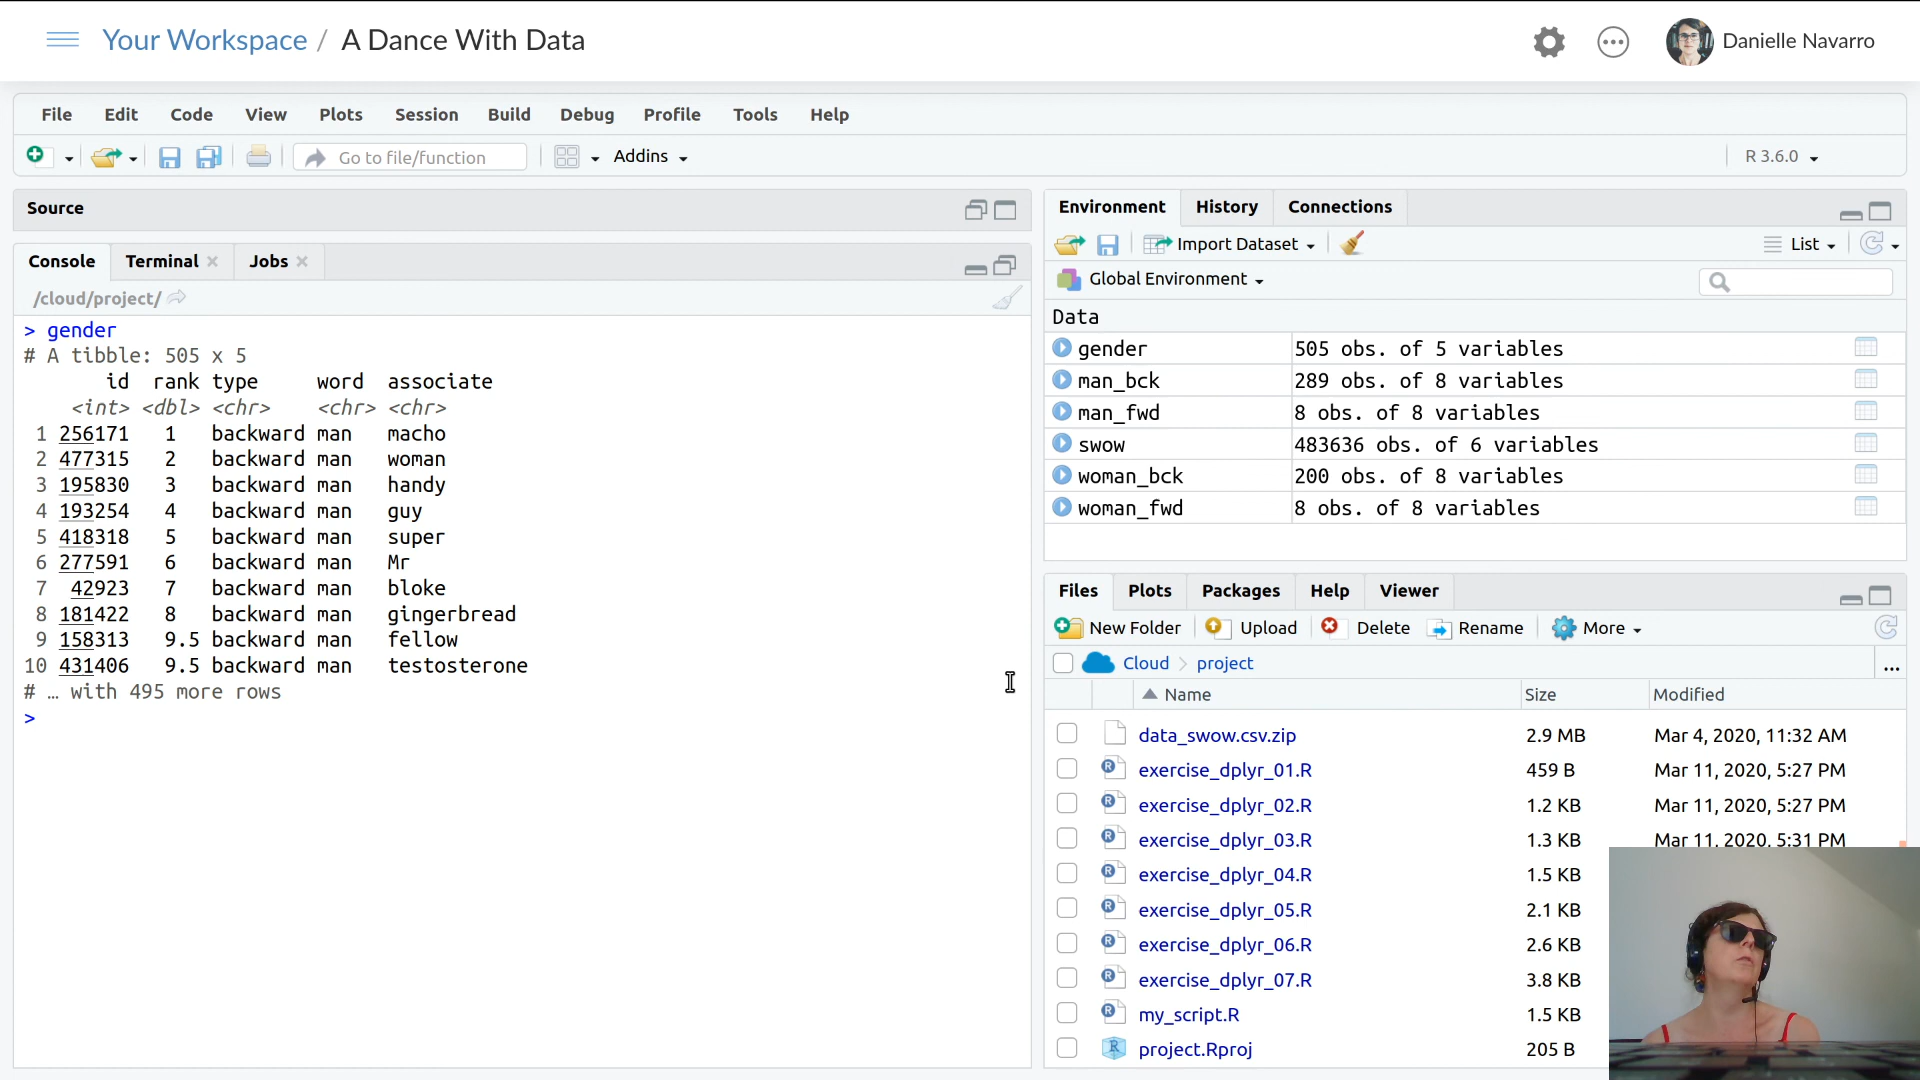 Your Workspace / A Dance With Data
Danielle Navarro
File Edit Code View Plots Session Build Debug Profile Tools Help
Go to file/function
Addins
R 3.6.0
Source
Console Terminal Jobs
/cloud/project/
> gender
# A tibble: 505 x 5
id rank type word associate
<int> <dbl> <chr> <chr> <chr>
1 256171 1 backward man macho
2 477315 2 backward man woman
3 195830 3 backward man handy
4 193254 4 backward man guy
5 418318 5 backward man super
6 277591 6 backward man Mr
7 42923 7 backward man bloke
8 181422 8 backward man gingerbread
9 158313 9.5 backward man fellow
10 431406 9.5 backward man testosterone
# … with 495 more rows
>
Environment History Connections
Import Dataset
List
Global Environment
Data
gender 505 obs. of 5 variables
man_bck 289 obs. of 8 variables
man_fwd 8 obs. of 8 variables
swow 483636 obs. of 6 variables
woman_bck 200 obs. of 8 variables
woman_fwd 8 obs. of 8 variables
Files Plots Packages Help Viewer
New Folder Upload Delete Rename More
Cloud project ...
Name Size Modified
data_swow.csv.zip 2.9 MB Mar 4, 2020, 11:32 AM
exercise_dplyr_01.R 459 B Mar 11, 2020, 5:27 PM
exercise_dplyr_02.R 1.2 KB Mar 11, 2020, 5:27 PM
exercise_dplyr_03.R 1.3 KB Mar 11, 2020, 5:31 PM
exercise_dplyr_04.R 1.5 KB
exercise_dplyr_05.R 2.1 KB
exercise_dplyr_06.R 2.6 KB
exercise_dplyr_07.R 3.8 KB
my_script.R 1.5 KB
project.Rproj 205 B